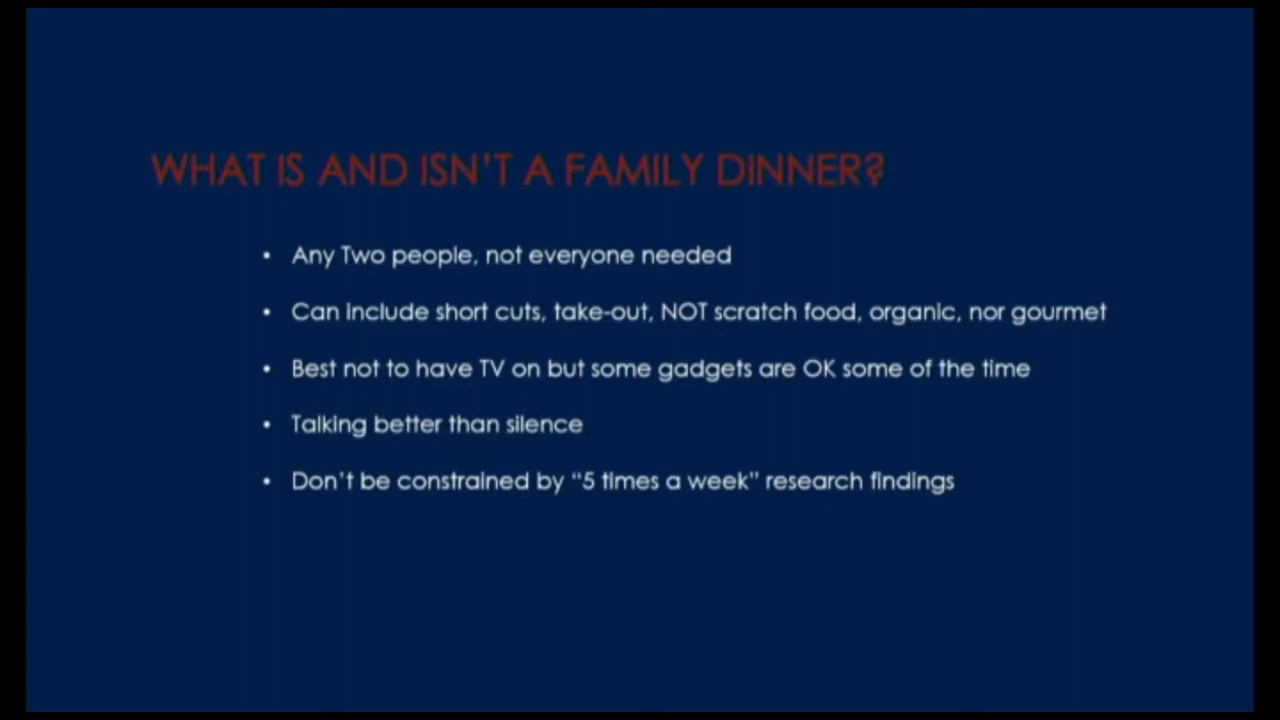 WHAT IS AND ISN'T A FAMILY DINNER?
• Any Two people, not everyone needed
• Can include short cuts, take-out, NOT scratch food, organic, nor gourmet
• Best not to have TV on but some gadgets are OK some of the time
• Talking better than silence
• Don't be constrained by “5 times a week” research findings